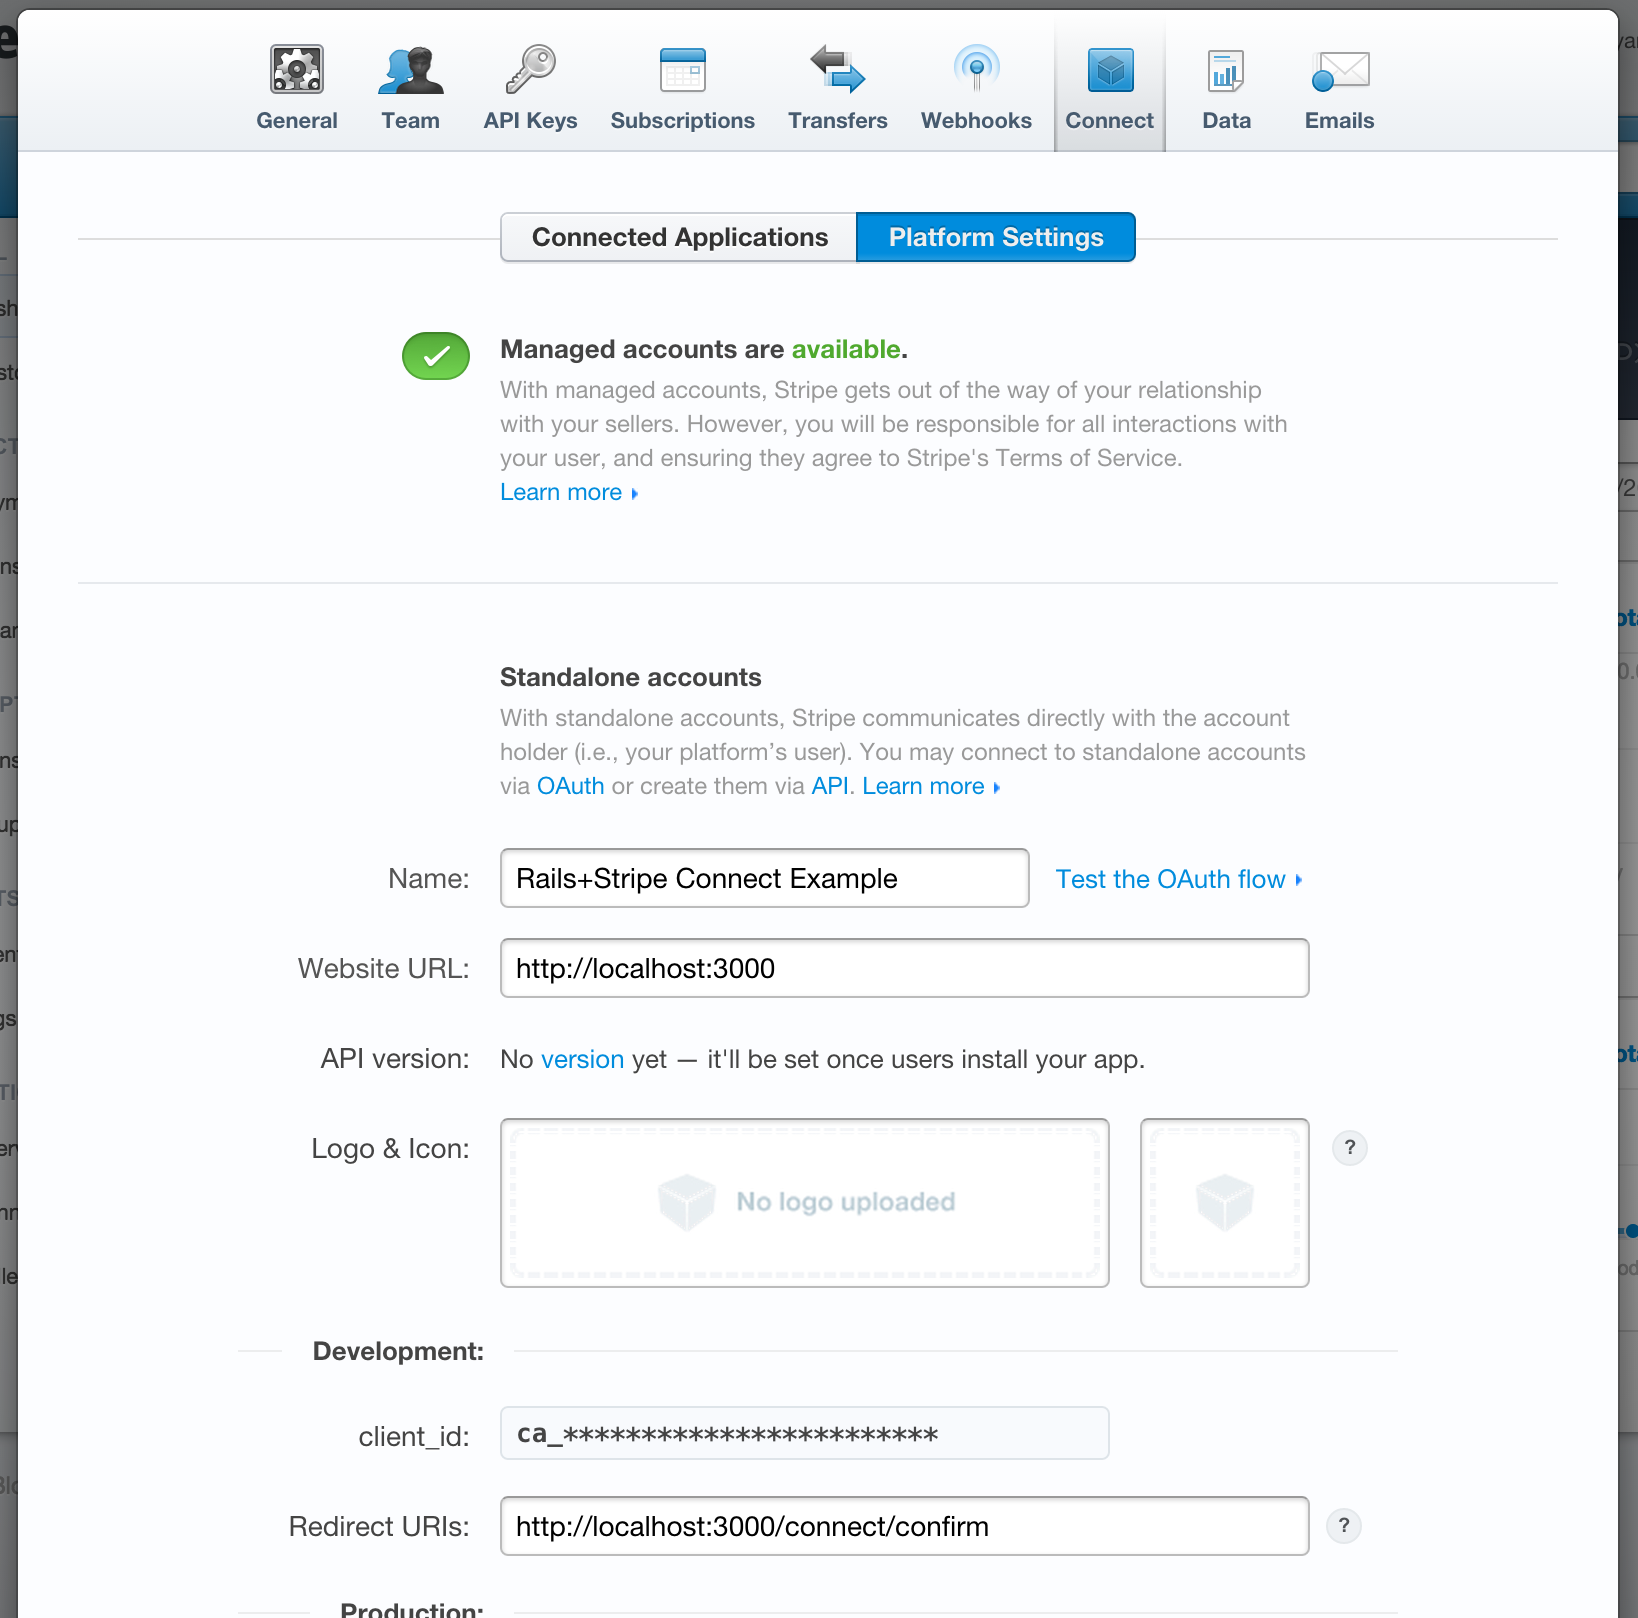 General Team API Keys Subscriptions Transfers Webhooks Connect Data Emails
Connected Applications Platform Settings
Managed accounts are available.
With managed accounts, Stripe gets out of the way of your relationship
with your sellers. However, you will be responsible for all interactions with
your user, and ensuring they agree to Stripe's Terms of Service.
Learn more
Standalone accounts
With standalone accounts, Stripe communicates directly with the account
holder (i.e., your platform’s user). You may connect to standalone accounts
via OAuth or create them via API. Learn more
Name: Rails+Stripe Connect Example Test the OAuth flow
Website URL: http://localhost:3000
API version: No version yet — it'll be set once users install your app.
Logo & Icon: No logo uploaded ?
Development:
client_id: ca_************************
Redirect URIs: http://localhost:3000/connect/confirm ?
Production: